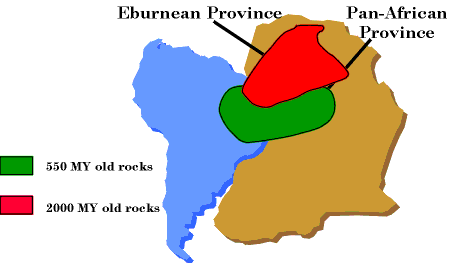 Eburnean Province
Pan-African
Province
550 MY old rocks
2000 MY old rocks